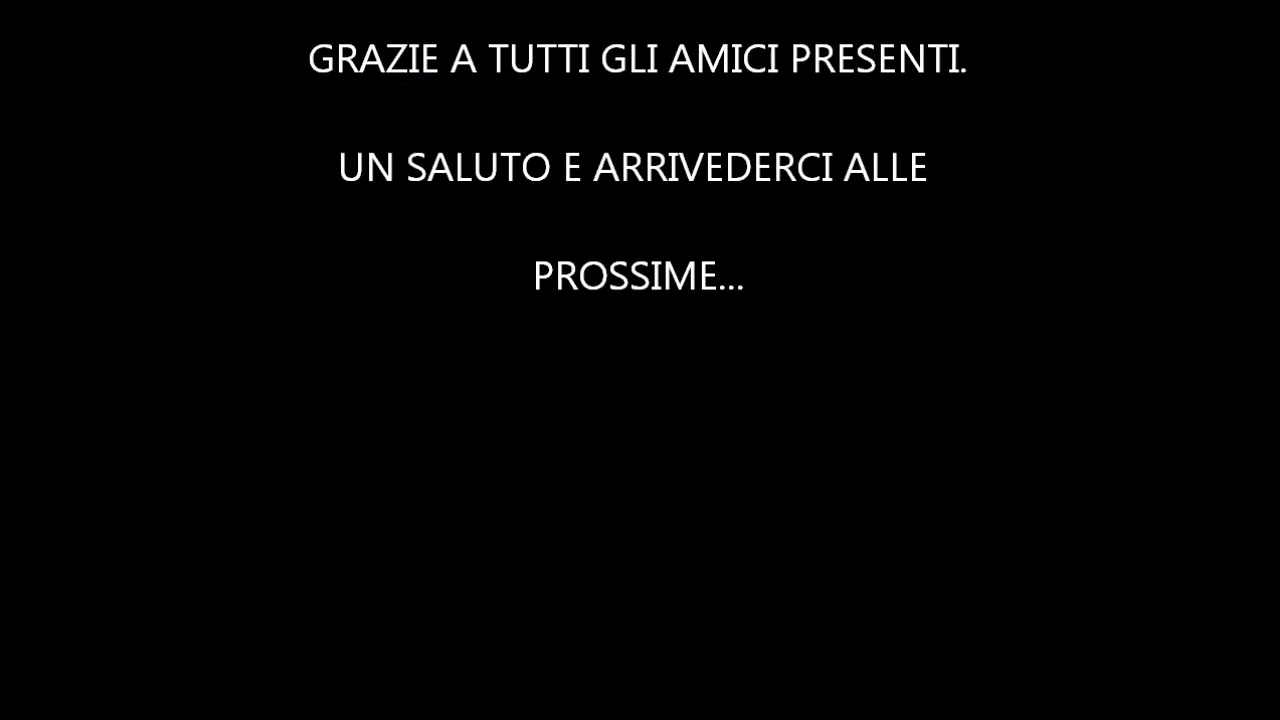 GRAZIE A TUTTI GLI AMICI PRESENTI.
UN SALUTO E ARRIVEDERCI ALLE
PROSSIME...